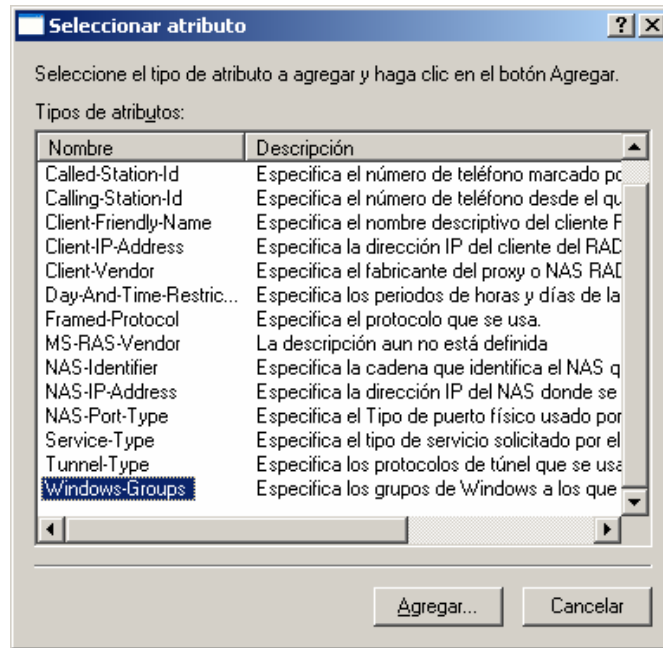 Seleccionar atributo
Seleccione el tipo de atributo a agregar y haga clic en el botón Agregar.
Tipos de atributos:
Nombre Descripción
Called-Station-Id Especifica el número de teléfono marcado po
Calling-Station-Id Especifica el número de teléfono desde el qu
Client-Friendly-Name Especifica el nombre descriptivo del cliente
Client-IP-Address Especifica la dirección IP del cliente del RAD
Client-Vendor Especifica el fabricante del proxy o NAS RAD
Day-And-Time-Restric... Especifica los periodos de horas y días de la
Framed-Protocol Especifica el protocolo que se usa.
MS-RAS-Vendor La descripción aun no está definida
NAS-Identifier Especifica la cadena que identifica el NAS q
NAS-IP-Address Especifica la dirección IP del NAS donde se
NAS-Port-Type Especifica el Tipo de puerto físico usado por
Service-Type Especifica el tipo de servicio solicitado por el
Tunnel-Type Especifica los protocolos de túnel que se usa
Windows-Groups Especifica los grupos de Windows a los que
Agregar... Cancelar